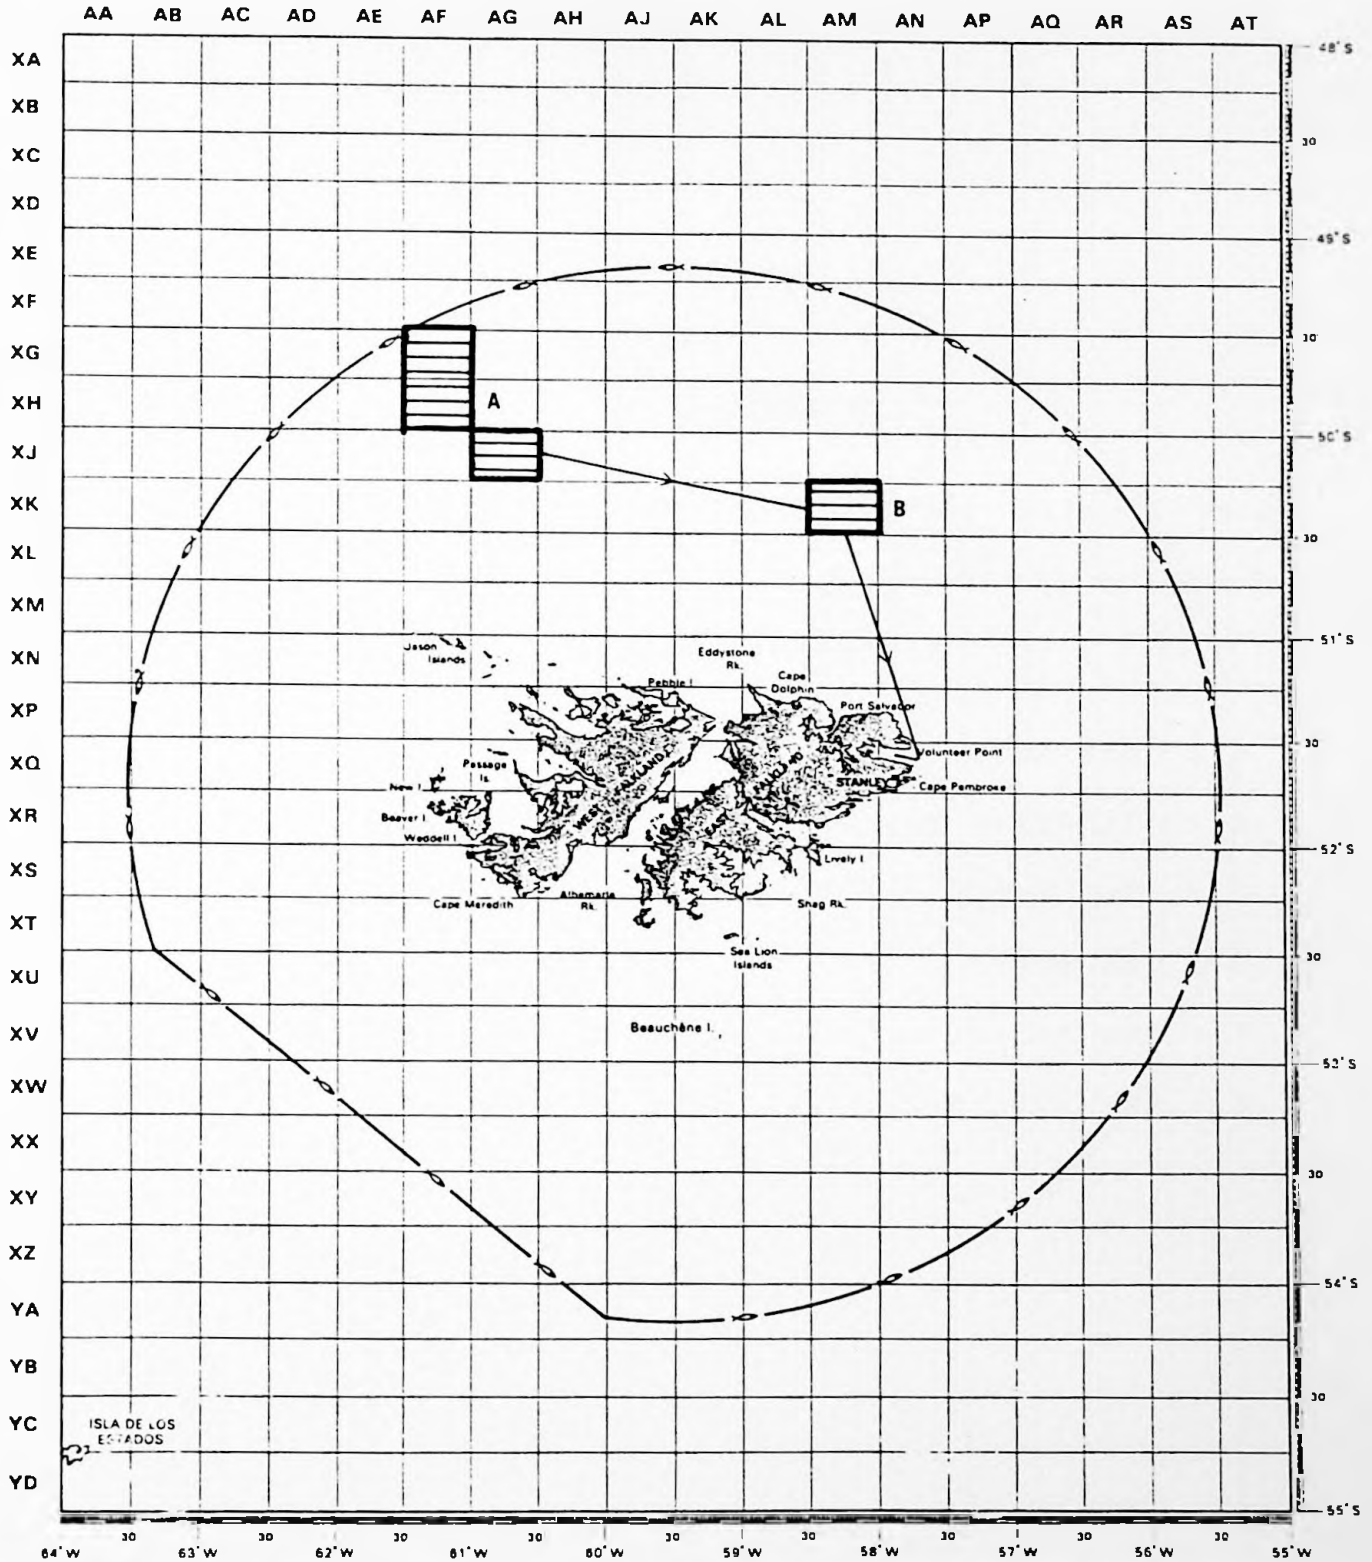 AA AB AC AD AE AF AG AH AJ AK AL AM AN AP AQ AR AS AT
XA
48°S
XB
XC
30
XD
XE
49°S
XF
XG
30
XH
A
XJ
50°S
XK
B
XL
30
XM
XN
51°S
Jason
Islands
Eddystone
Rk.
Pebble I.
Cape
Dolphin
XP
Port Salvador
30
XQ
Passage
Is.
Volunteer Point
New I.
WEST FALKLAND
STANLEY
Cape Pembroke
XR
Beaver I.
Weddell I.
EAST FALKLAND
52°S
XS
Lively I.
Cape Meredith
Albemarle
Rk.
Shag Rk.
XT
Sea Lion
Islands
30
XU
XV
Beauchêne I.
53°S
XW
XX
30
XY
XZ
54°S
YA
YB
30
YC
ISLA DE LOS
ESTADOS
YD
55°S
30 30 30 30 30 30 30 30 30
64°W 63°W 62°W 61°W 60°W 59°W 58°W 57°W 56°W 55°W